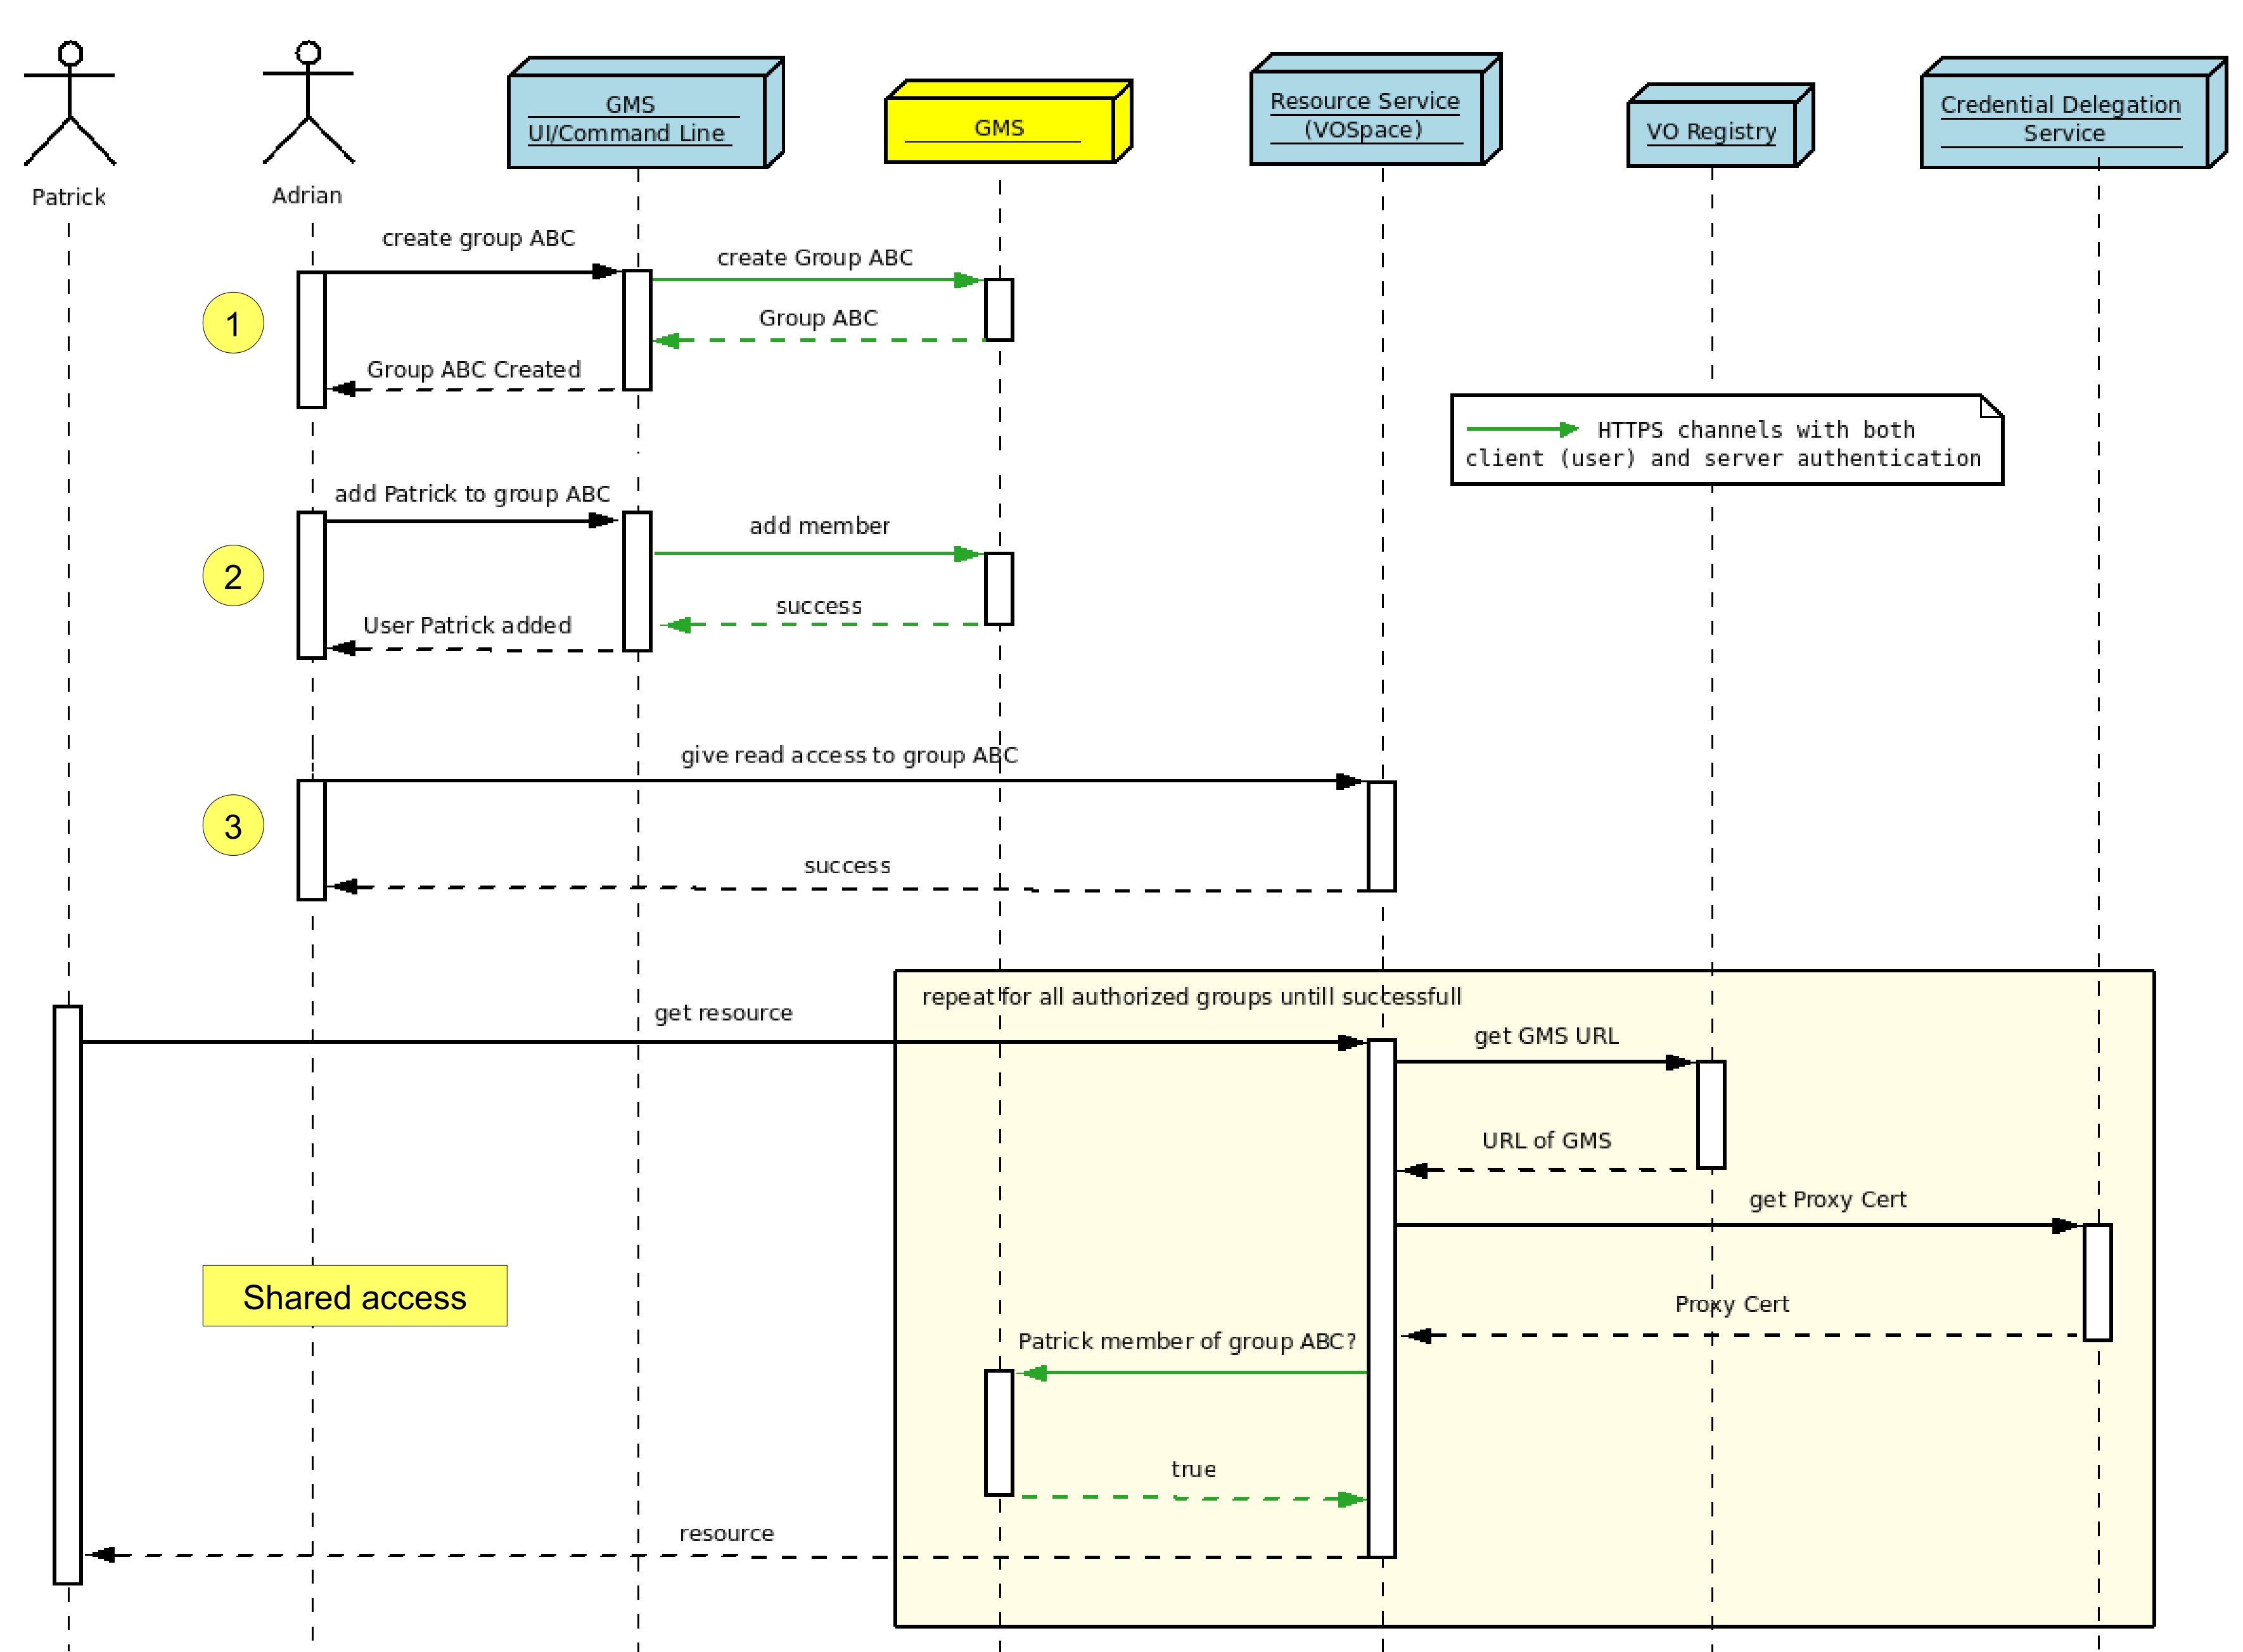 GMS
UI/Command Line
GMS
Resource Service
(VOSpace)
VO Registry
Credential Delegation
Service
Patrick
Adrian
create group ABC
create Group ABC
1
Group ABC
Group ABC Created
HTTPS channels with both
client (user) and server authentication
add Patrick to group ABC
add member
2
success
User Patrick added
give read access to group ABC
3
success
repeat for all authorized groups untill successfull
get resource
get GMS URL
URL of GMS
get Proxy Cert
Shared access
Proxy Cert
Patrick member of group ABC?
true
resource